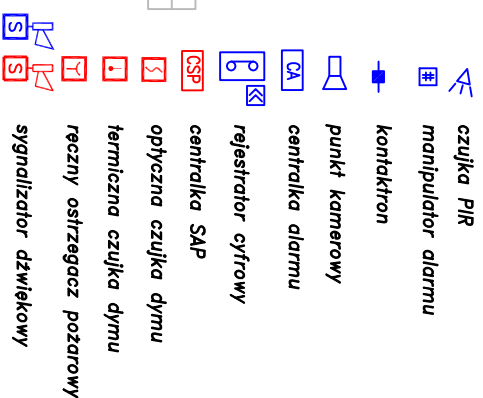 czujka PIR
# manipulator alarmu
kontaktron
punkt kamerowy
CA centralka alarmu
rejestrator cyfrowy
CSP centralka SAP
optyczna czujka dymu
termiczna czujka dymu
ręczny ostrzegacz pożarowy
S S sygnalizator dźwiękowy